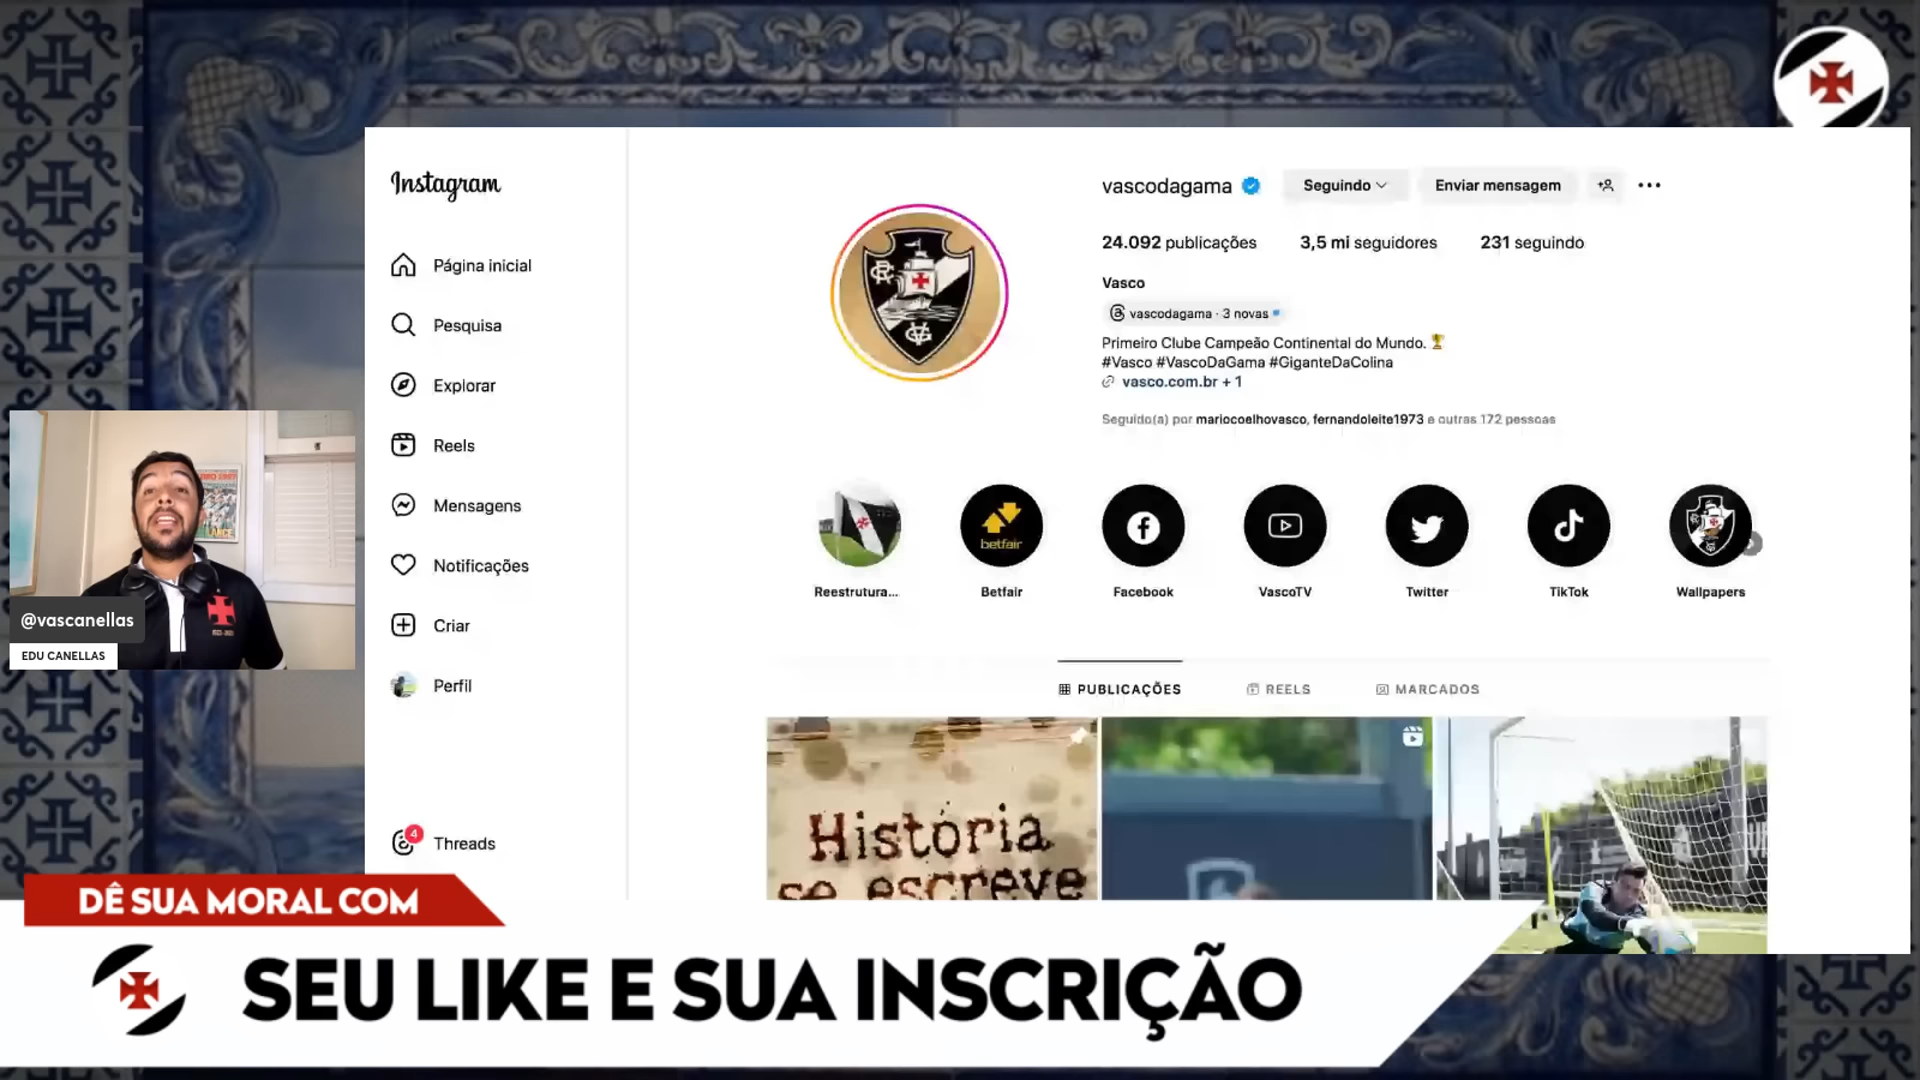 Instagram
Página inicial
Pesquisa
Explorar
Reels
Mensagens
Notificações
Criar
Perfil
4
Threads
vascodagama
Seguindo
Enviar mensagem
24.092 publicações
3,5 mi seguidores
231 seguindo
Vasco
vascodagama · 3 novas
Primeiro Clube Campeão Continental do Mundo.
#Vasco #VascoDaGama #GiganteDaColina
vasco.com.br + 1
Seguido(a) por mariocoelhovasco, fernandoleite1973 e outras 172 pessoas
betfair
Reestrutura...
Betfair
Facebook
VascoTV
Twitter
TikTok
Wallpapers
PUBLICAÇÕES
REELS
MARCADOS
História
se escreve
LANCE
@vascanellas
EDU CANELLAS
DÊ SUA MORAL COM
SEU LIKE E SUA INSCRIÇÃO